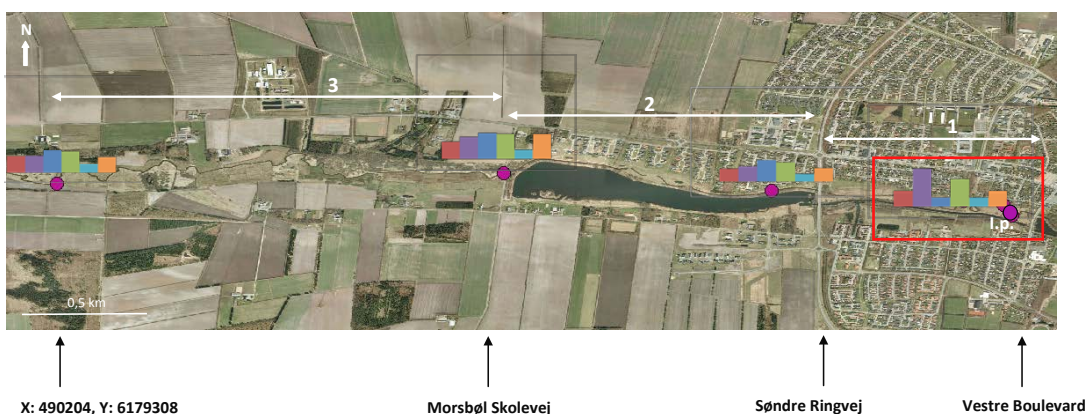 N
3
2
1
I.p.
0,5 km
X: 490204, Y: 6179308
Morsbøl Skolevej
Søndre Ringvej
Vestre Boulevard